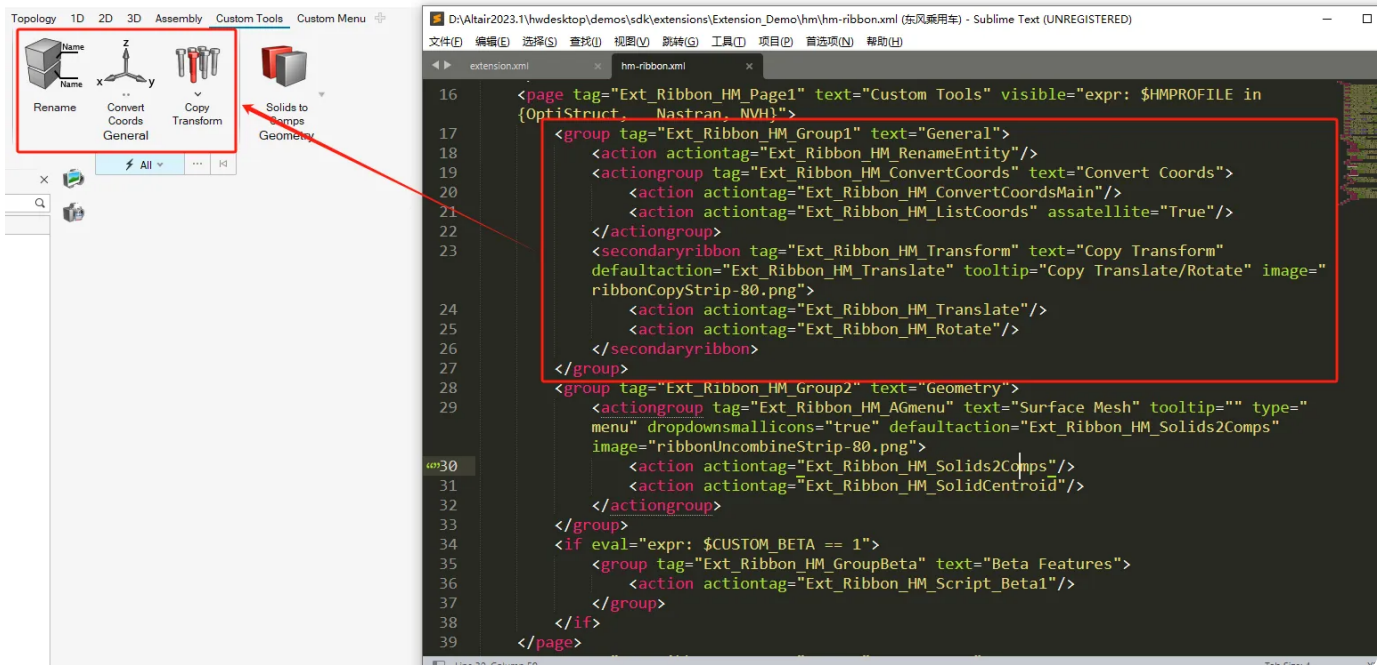 Topology 1D 2D 3D Assembly Custom Tools Custom Menu
Name
Name
Z
X
y
Rename
Convert Coords
Copy Transform
Solids to Comps
General
Geometry
All
D:\Altair2023.1\hwdesktop\demos\sdk\extensions\Extension_Demo\hm\hm-ribbon.xml (东风乘用车) - Sublime Text (UNREGISTERED)
文件(F) 编辑(E) 选择(S) 查找(I) 视图(V) 跳转(G) 工具(T) 项目(P) 首选项(N) 帮助(H)
extension.xml × hm-ribbon.xml ×
16 <page tag="Ext_Ribbon_HM_Page1" text="Custom Tools" visible="expr: $HMPROFILE in
{OptiStruct, Nastran, NVH}">
17 <group tag="Ext_Ribbon_HM_Group1" text="General">
18 <action actiontag="Ext_Ribbon_HM_RenameEntity"/>
19 <actiongroup tag="Ext_Ribbon_HM_ConvertCoords" text="Convert Coords">
20 <action actiontag="Ext_Ribbon_HM_ConvertCoordsMain"/>
21 <action actiontag="Ext_Ribbon_HM_ListCoords" assatellite="True"/>
22 </actiongroup>
23 <secondaryribbon tag="Ext_Ribbon_HM_Transform" text="Copy Transform"
defaultaction="Ext_Ribbon_HM_Translate" tooltip="Copy Translate/Rotate" image="
ribbonCopyStrip-80.png">
24 <action actiontag="Ext_Ribbon_HM_Translate"/>
25 <action actiontag="Ext_Ribbon_HM_Rotate"/>
26 </secondaryribbon>
27 </group>
28 <group tag="Ext_Ribbon_HM_Group2" text="Geometry">
29 <actiongroup tag="Ext_Ribbon_HM_AGmenu" text="Surface Mesh" tooltip="" type="
menu" dropdownsmallicons="true" defaultaction="Ext_Ribbon_HM_Solids2Comps"
image="ribbonUncombineStrip-80.png">
30 <action actiontag="Ext_Ribbon_HM_Solids2Comps"/>
31 <action actiontag="Ext_Ribbon_HM_SolidCentroid"/>
32 </actiongroup>
33 </group>
34 <if eval="expr: $CUSTOM_BETA == 1">
35 <group tag="Ext_Ribbon_HM_GroupBeta" text="Beta Features">
36 <action actiontag="Ext_Ribbon_HM_Script_Beta1"/>
37 </group>
38 </if>
39 </page>